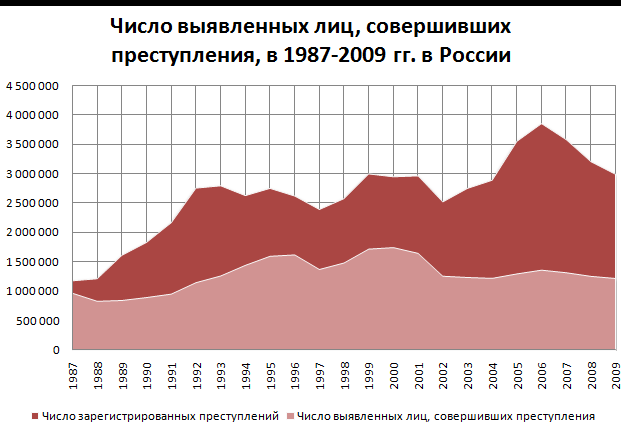 Число выявленных лиц, совершивших
преступления, в 1987-2009 гг. в России
4 500 000
4 000 000
3 500 000
3 000 000
2 500 000
2 000 000
1 500 000
1 000 000
500 000
0
1987
1988
1989
1990
1991
1992
1993
1994
1995
1996
1997
1998
1999
2000
2001
2002
2003
2004
2005
2006
2007
2008
2009
Число зарегистрированных преступлений
Число выявленных лиц, совершивших преступления